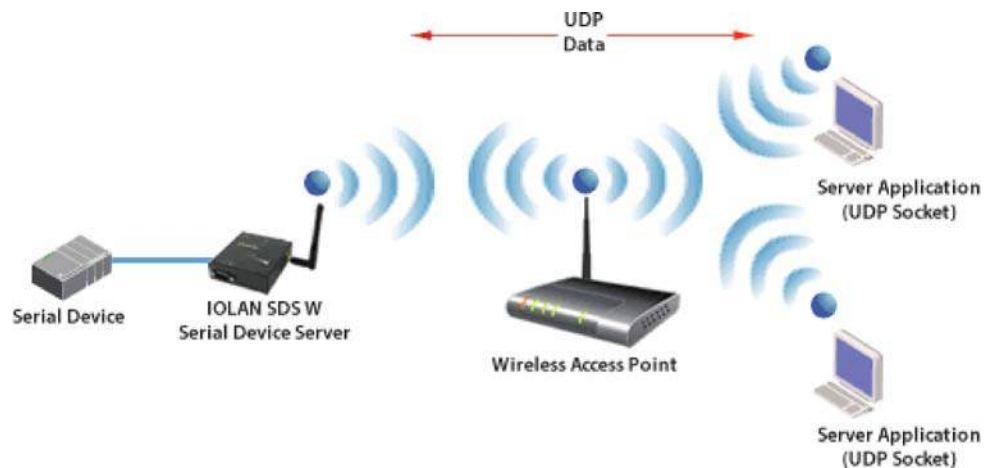 UDP
Data
Server Application
(UDP Socket)
Serial Device
IOLAN SDS W
Serial Device Server
Wireless Access Point
Server Application
(UDP Socket)